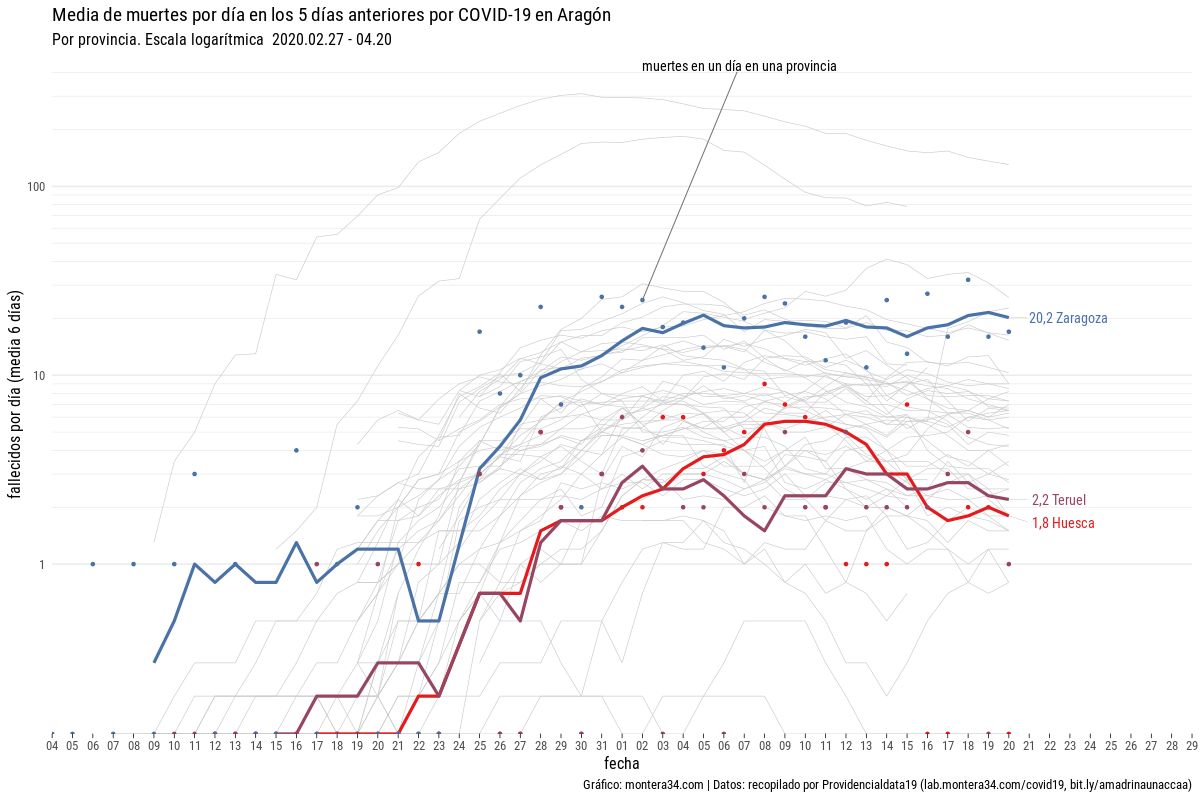 Media de muertes por día en los 5 días anteriores por COVID-19 en Aragón
Por provincia. Escala logarítmica 2020.02.27 - 04.20
muertes en un día en una provincia
fallecidos por día (media 6 días)
100
10
1
20,2 Zaragoza
2,2 Teruel
1,8 Huesca
04 05 06 07 08 09 10 11 12 13 14 15 16 17 18 19 20 21 22 23 24 25 26 27 28 29 30 31 01 02 03 04 05 06 07 08 09 10 11 12 13 14 15 16 17 18 19 20 21 22 23 24 25 26 27 28 29
fecha
Gráfico: montera34.com | Datos: recopilado por Providencialdata19 (lab.montera34.com/covid19, bit.ly/amadrinaunaccaa)